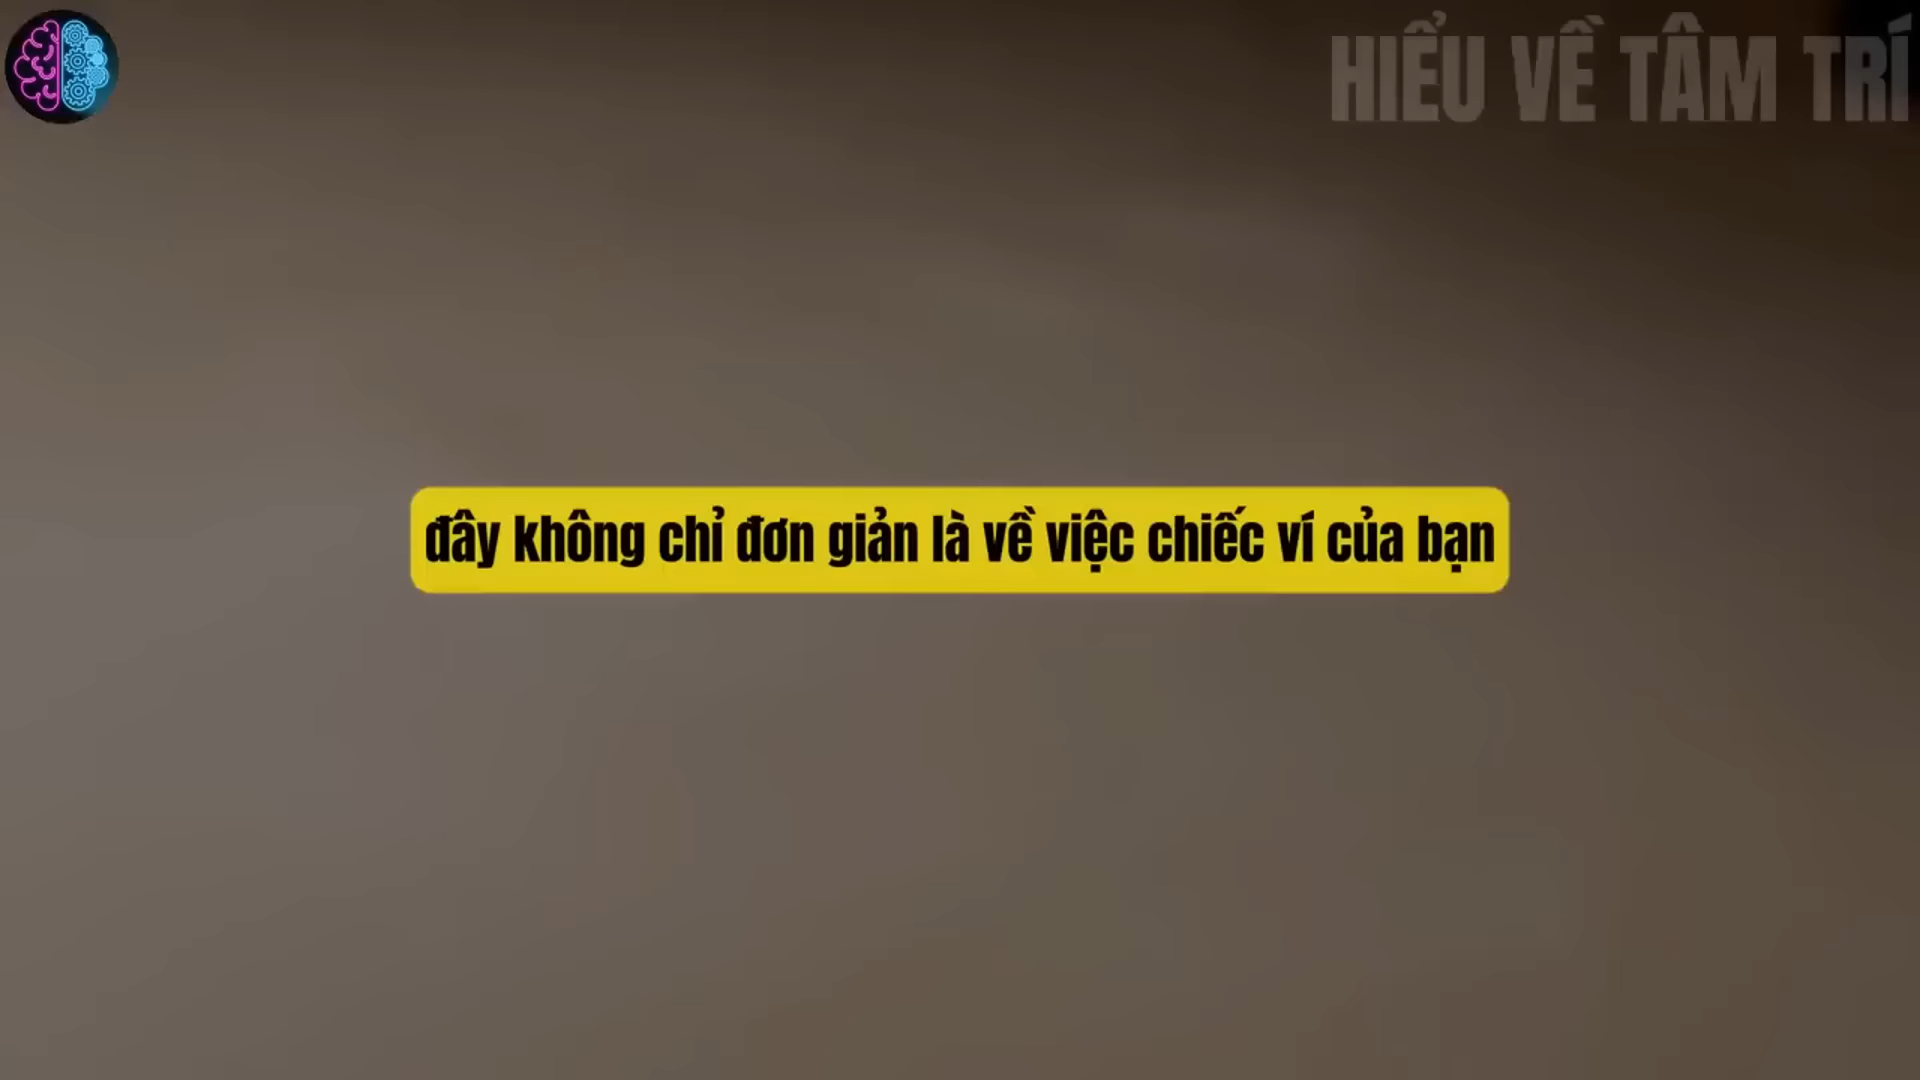 HIỂU VỀ TÂM TRÍ
đây không chỉ đơn giản là về việc chiếc ví của bạn